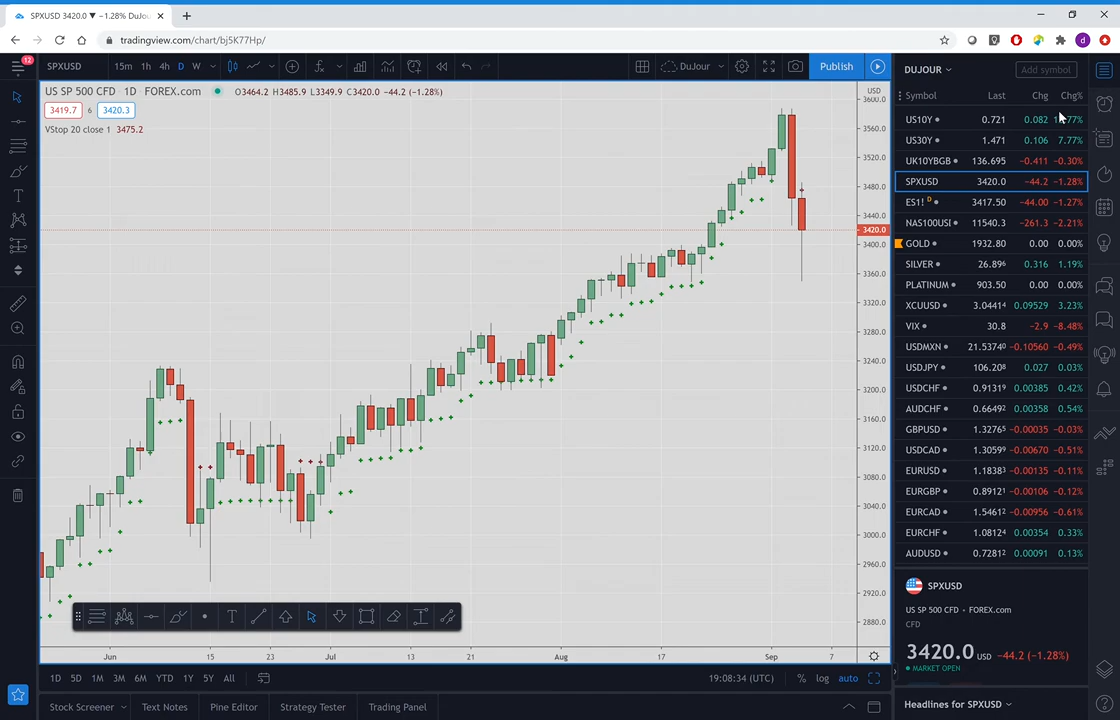 SPXUSD 3420.0 ▼ −1.28% DuJou
tradingview.com/chart/bj5K77Hp/
d
12
SPXUSD 15m 1h 4h D W DuJour Publish
US SP 500 CFD · 1D · FOREX.com O3464.2 H3485.9 L3349.9 C3420.0 −44.2 (−1.28%)
3419.7 6 3420.3
VStop 20 close 1 3475.2
USD
3600.0
3560.0
3520.0
3480.0
3440.0
3420.0
3400.0
3360.0
3320.0
3280.0
3240.0
3200.0
3160.0
3120.0
3080.0
3040.0
3000.0
2960.0
2920.0
2880.0
Jun 15 23 Jul 13 21 Aug 17 Sep 7
1D 5D 1M 3M 6M YTD 1Y 5Y All 19:08:34 (UTC) % log auto
Stock Screener Text Notes Pine Editor Strategy Tester Trading Panel
DUJOUR Add symbol
Symbol Last Chg Chg%
US10Y 0.721 0.082
US30Y 1.471 0.106 7.77%
UK10YBGB 136.695 −0.411 −0.30%
SPXUSD 3420.0 −44.2 −1.28%
ES1! D 3417.50 −44.00 −1.27%
NAS100USD 11540.3 −261.3 −2.21%
GOLD 1932.80 0.00 0.00%
SILVER 26.896 0.316 1.19%
PLATINUM 903.50 0.00 0.00%
XCUUSD 3.04414 0.09529 3.23%
VIX 30.8 −2.9 −8.48%
USDMXN 21.53740 −0.10560 −0.49%
USDJPY 106.208 0.027 0.03%
USDCHF 0.91319 0.00385 0.42%
AUDCHF 0.66492 0.00358 0.54%
GBPUSD 1.32765 −0.00035 −0.03%
USDCAD 1.30599 −0.00670 −0.51%
EURUSD 1.18383 −0.00135 −0.11%
EURGBP 0.89121 −0.00106 −0.12%
EURCAD 1.54612 −0.00956 −0.61%
EURCHF 1.08124 0.00354 0.33%
AUDUSD 0.72812 0.00091 0.13%
SPXUSD
US SP 500 CFD • FOREX.com
CFD
3420.0 USD −44.2 (−1.28%)
MARKET OPEN
Headlines for SPXUSD